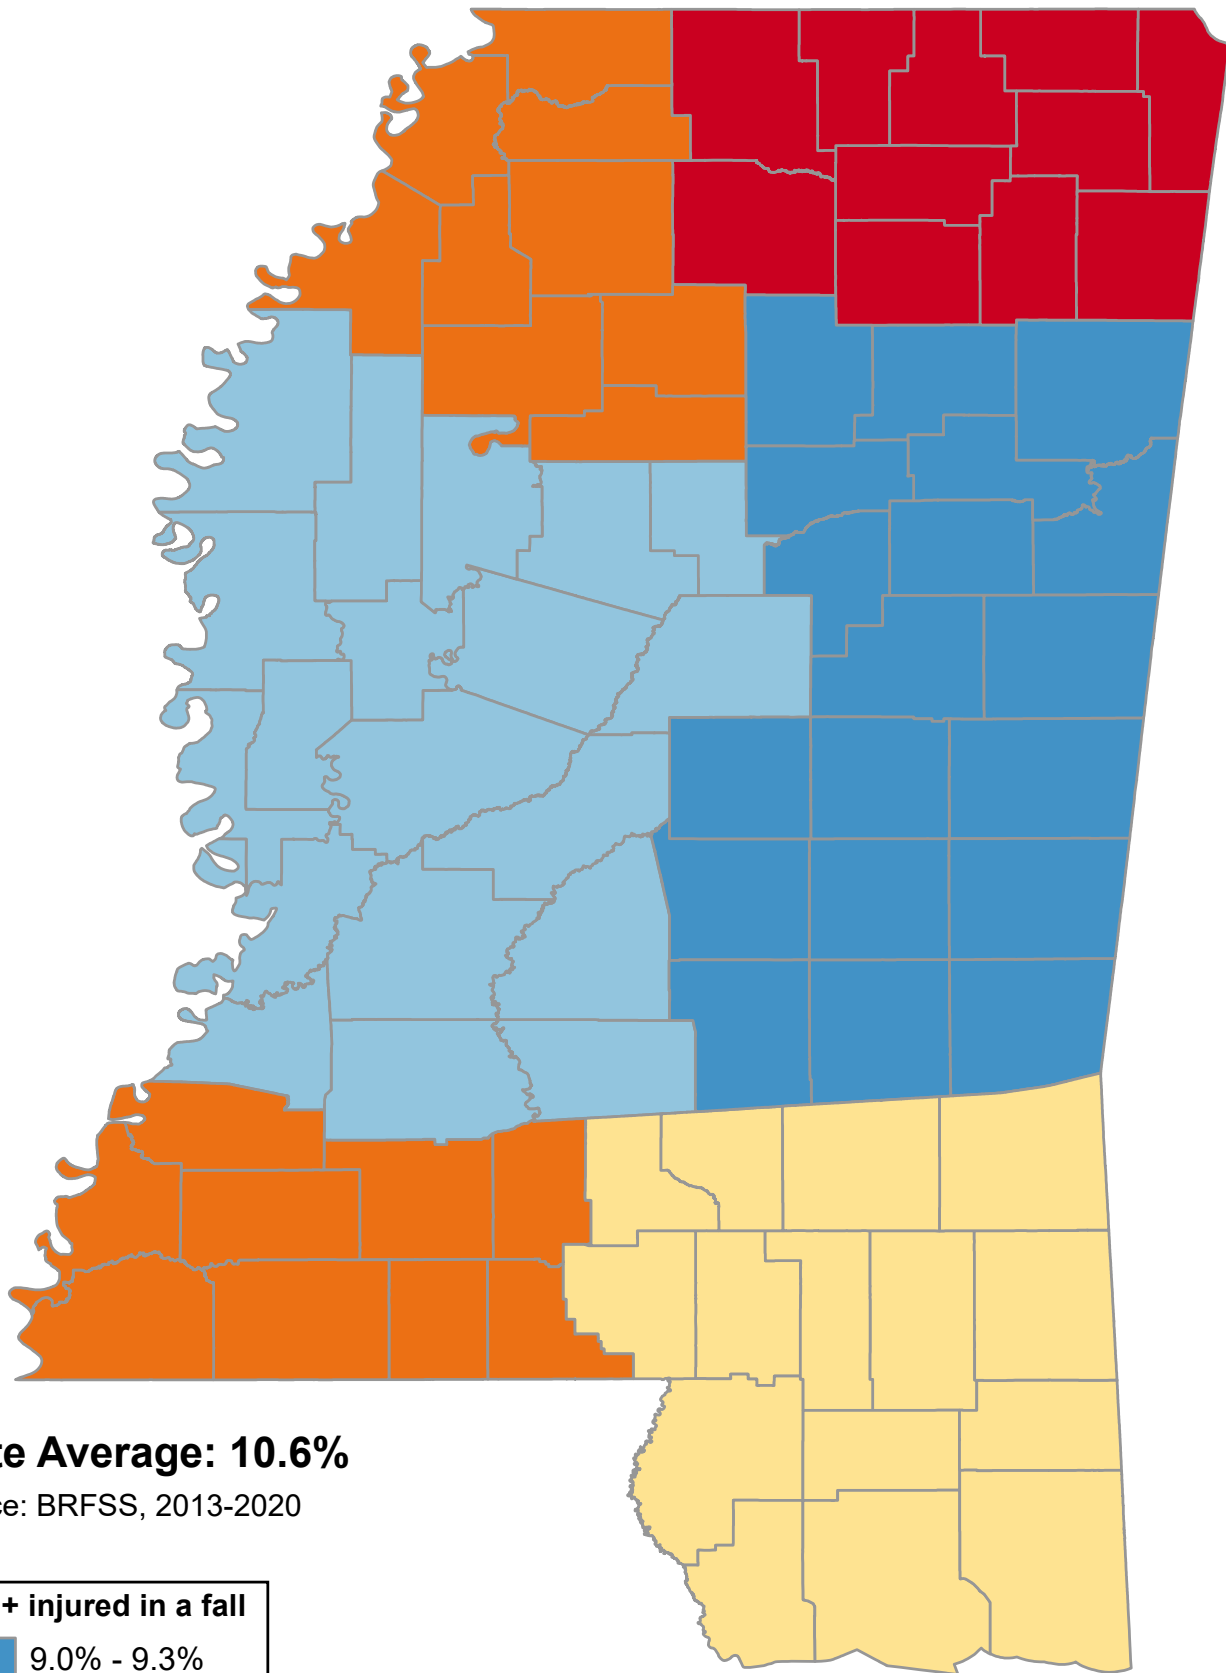 te Average: 10.6%
ce: BRFSS, 2013-2020
+ injured in a fall
9.0% - 9.3%